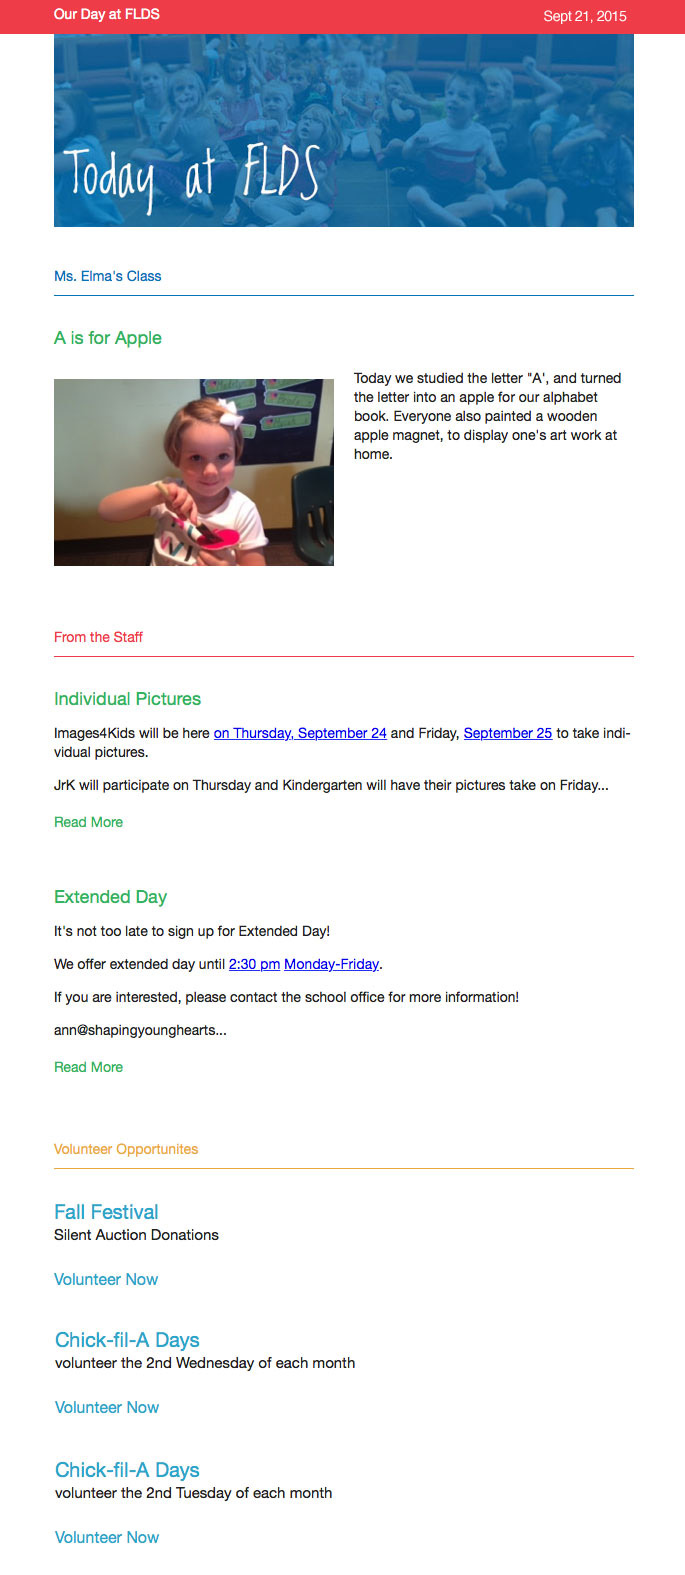 Our Day at FLDS
Sept 21, 2015
Today at FLDS
Ms. Elma's Class
A is for Apple
Today we studied the letter "A', and turned
the letter into an apple for our alphabet
book. Everyone also painted a wooden
apple magnet, to display one's art work at
home.
From the Staff
Individual Pictures
Images4Kids will be here on Thursday, September 24 and Friday, September 25 to take indi-
vidual pictures.
JrK will participate on Thursday and Kindergarten will have their pictures take on Friday...
Read More
Extended Day
It's not too late to sign up for Extended Day!
We offer extended day until 2:30 pm Monday-Friday.
If you are interested, please contact the school office for more information!
ann@shapingyounghearts...
Read More
Volunteer Opportunites
Fall Festival
Silent Auction Donations
Volunteer Now
Chick-fil-A Days
volunteer the 2nd Wednesday of each month
Volunteer Now
Chick-fil-A Days
volunteer the 2nd Tuesday of each month
Volunteer Now